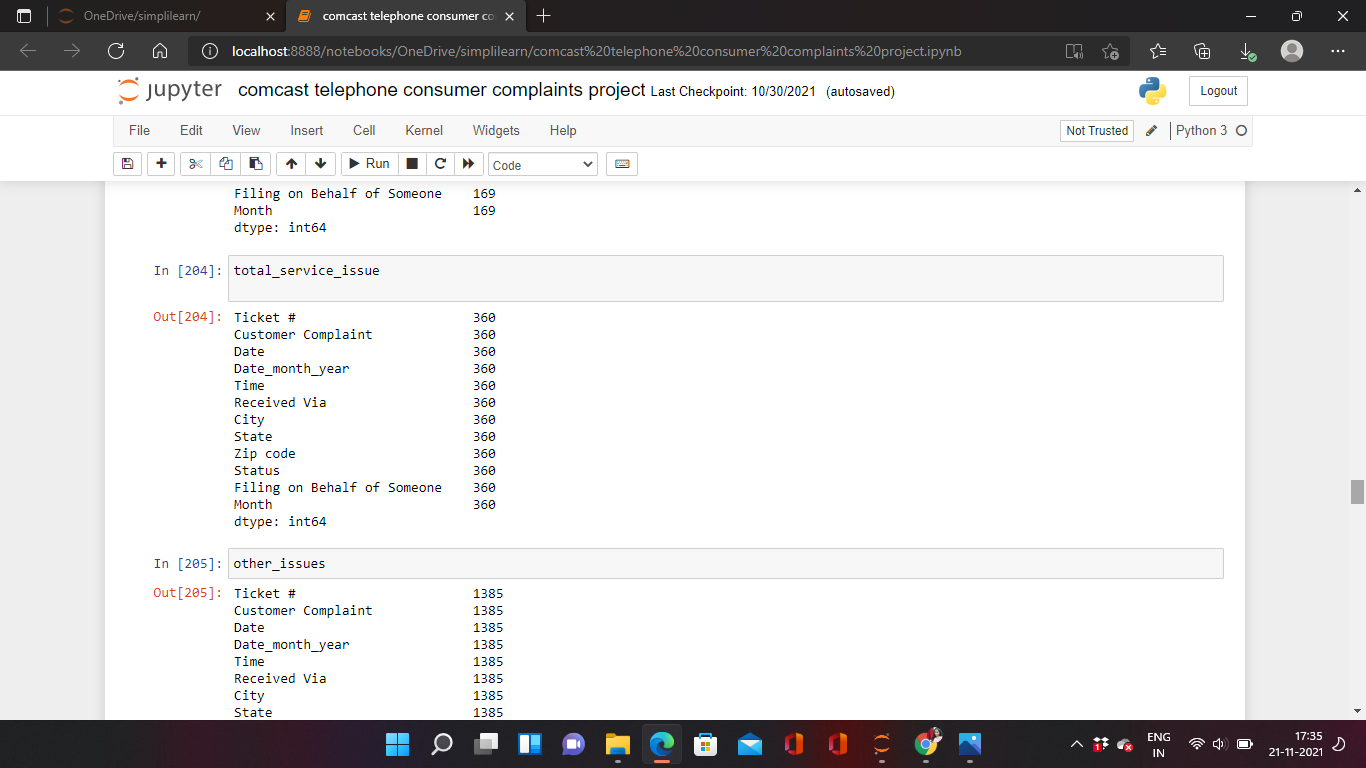 OneDrive/simplilearn/
comcast telephone consumer co
localhost:8888/notebooks/OneDrive/simplilearn/comcast%20telephone%20consumer%20complaints%20project.ipynb
jupyter comcast telephone consumer complaints project Last Checkpoint: 10/30/2021 (autosaved) Logout
File Edit View Insert Cell Kernel Widgets Help Not Trusted Python 3
Run Code
Filing on Behalf of Someone 169
Month 169
dtype: int64
In [204]: total_service_issue
Out[204]: Ticket # 360
Customer Complaint 360
Date 360
Date_month_year 360
Time 360
Received Via 360
City 360
State 360
Zip code 360
Status 360
Filing on Behalf of Someone 360
Month 360
dtype: int64
In [205]: other_issues
Out[205]: Ticket # 1385
Customer Complaint 1385
Date 1385
Date_month_year 1385
Time 1385
Received Via 1385
City 1385
State 1385
1
ENG
IN
17:35
21-11-2021